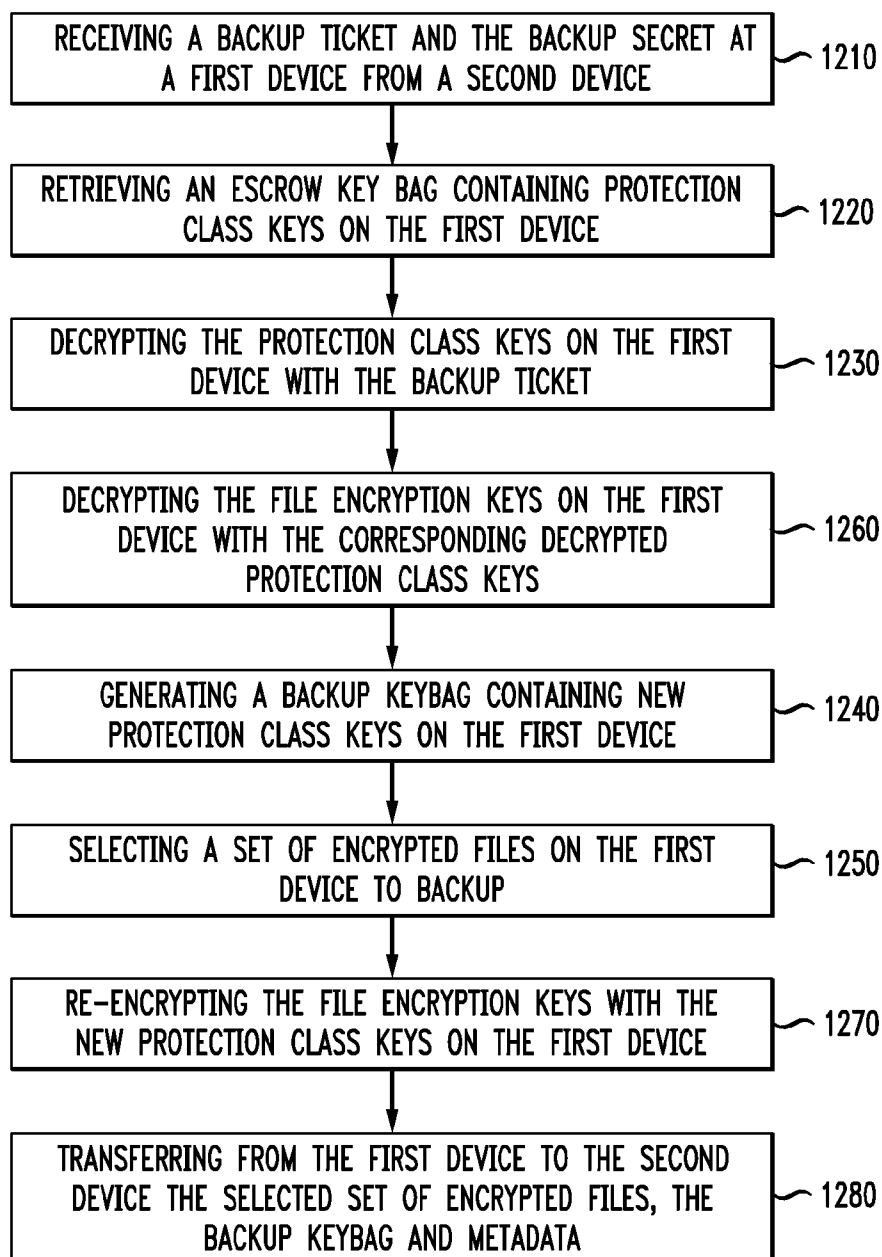 RECEIVING A BACKUP TICKET AND THE BACKUP SECRET AT
A FIRST DEVICE FROM A SECOND DEVICE
1210
RETRIEVING AN ESCROW KEY BAG CONTAINING PROTECTION
CLASS KEYS ON THE FIRST DEVICE
1220
DECRYPTING THE PROTECTION CLASS KEYS ON THE FIRST
DEVICE WITH THE BACKUP TICKET
1230
DECRYPTING THE FILE ENCRYPTION KEYS ON THE FIRST
DEVICE WITH THE CORRESPONDING DECRYPTED
PROTECTION CLASS KEYS
1260
GENERATING A BACKUP KEYBAG CONTAINING NEW
PROTECTION CLASS KEYS ON THE FIRST DEVICE
1240
SELECTING A SET OF ENCRYPTED FILES ON THE FIRST
DEVICE TO BACKUP
1250
RE-ENCRYPTING THE FILE ENCRYPTION KEYS WITH THE
NEW PROTECTION CLASS KEYS ON THE FIRST DEVICE
1270
TRANSFERRING FROM THE FIRST DEVICE TO THE SECOND
DEVICE THE SELECTED SET OF ENCRYPTED FILES, THE
BACKUP KEYBAG AND METADATA
1280